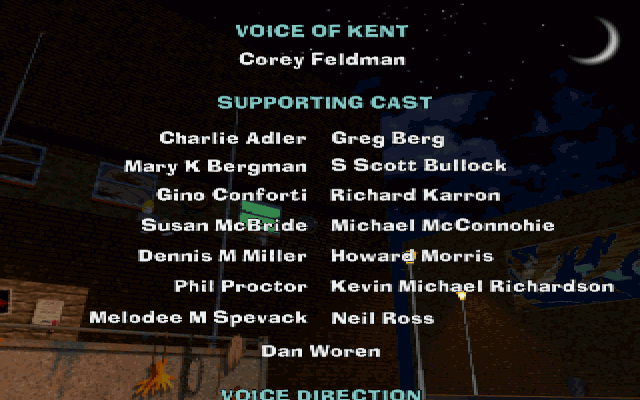 VOICE OF KENT
Corey Feldman
SUPPORTING CAST
Charlie Adler Greg Berg
Mary K Bergman S Scott Bullock
Gino Conforti Richard Karron
Susan McBride Michael McConnohie
Dennis M Miller Howard Morris
Phil Proctor Kevin Michael Richardson
Melodee M Spevack Neil Ross
Dan Woren
VOICE DIRECTION